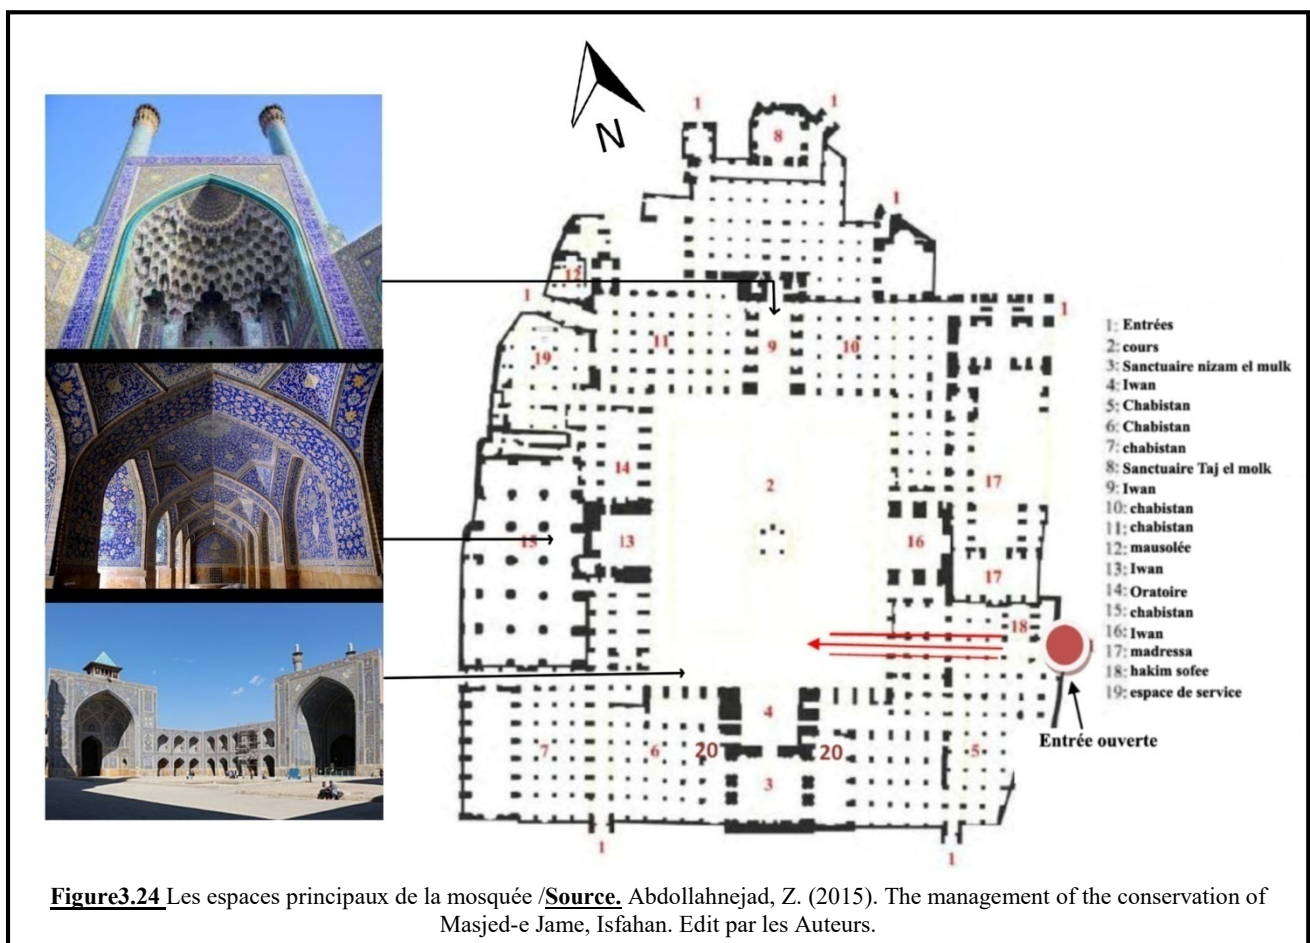 N
1
1
8
1
12
1
1
11
9
10
19
14
2
17
13
15
16
17
18
1
4
7
6
20
20
5
3
1
1
1: Entrées
2: cours
3: Sanctuaire nizam el mulk
4: Iwan
5: Chabistan
6: Chabistan
7: chabistan
8: Sanctuaire Taj el molk
9: Iwan
10: chabistan
11: chabistan
12: mausolée
13: Iwan
14: Oratoire
15: chabistan
16: Iwan
17: madressa
18: hakim sofee
19: espace de service
Entrée ouverte
Figure3.24 Les espaces principaux de la mosquée /Source. Abdollahnejad, Z. (2015). The management of the conservation of
Masjed-e Jame, Isfahan. Edit par les Auteurs.